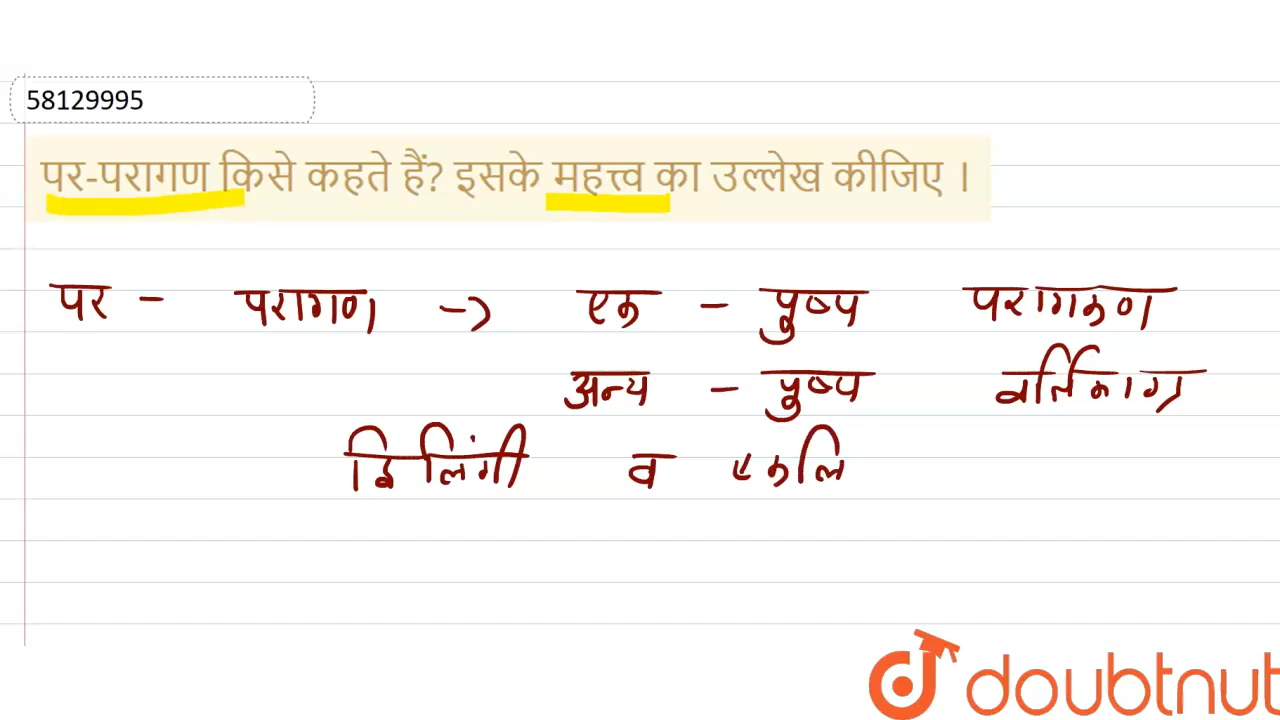 58129995
पर-परागण किसे कहते हैं? इसके महत्त्व का उल्लेख कीजिए ।
पर - परागण → एक - पुष्प परागकण
अन्य - पुष्प वर्तिकाग्र
द्विलिंगी व एकलि
doubtnut